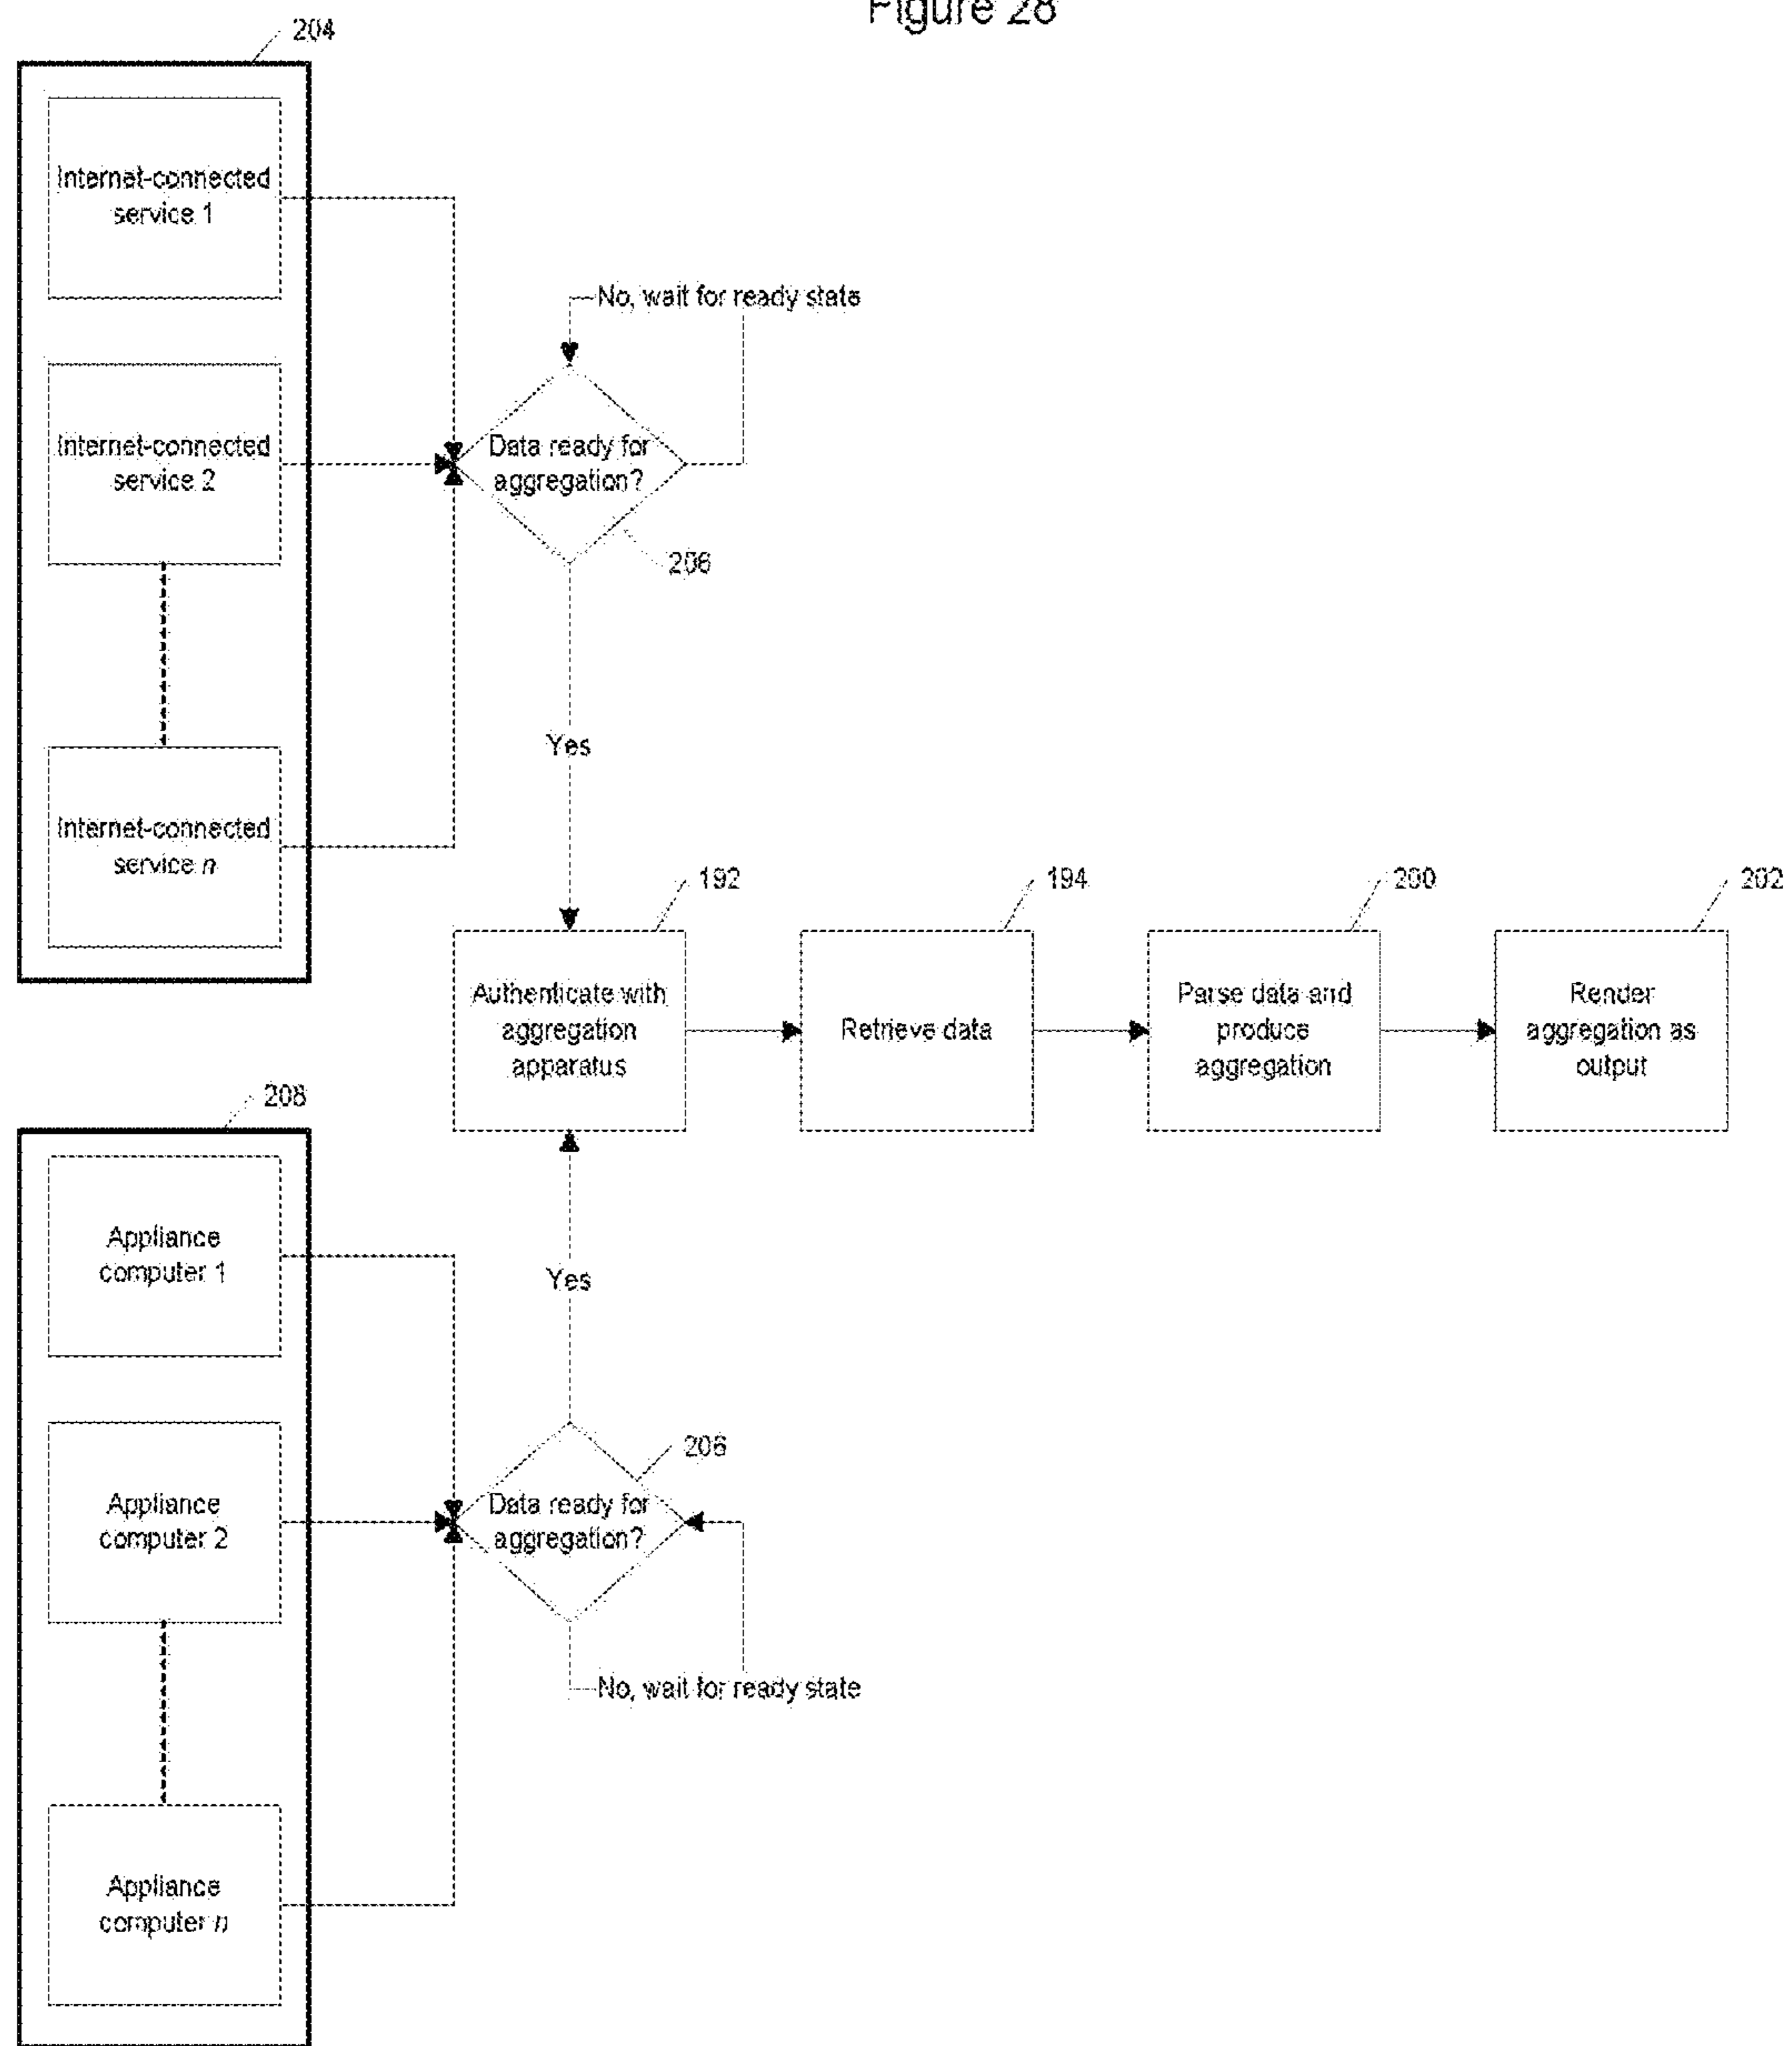 Figure 28
204
Internet-connected
service 1
No, wait for ready state
Internet-connected
service 2
Data ready for
aggregation?
206
Yes
Internet-connected
service n
192
194
200
202
Authenticate with
aggregation
apparatus
Retrieve data
Parse data and
produce
aggregation
Render
aggregation as
output
208
Appliance
computer 1
Yes
206
Appliance
computer 2
Data ready for
aggregation?
No, wait for ready state
Appliance
computer n